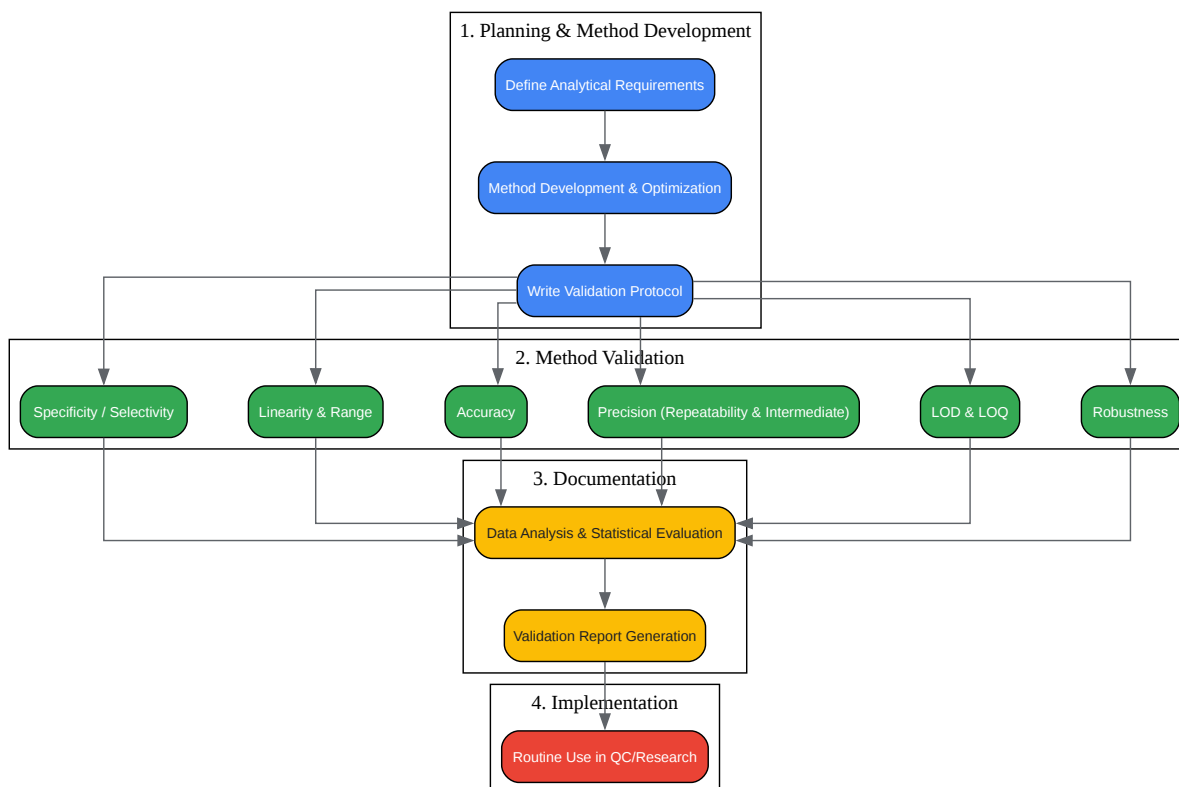 1. Planning & Method Development
Define Analytical Requirements
Method Development & Optimization
Write Validation Protocol
2. Method Validation
Specificity / Selectivity
Linearity & Range
Accuracy
Precision (Repeatability & Intermediate)
LOD & LOQ
Robustness
3. Documentation
Data Analysis & Statistical Evaluation
Validation Report Generation
4. Implementation
Routine Use in QC/Research